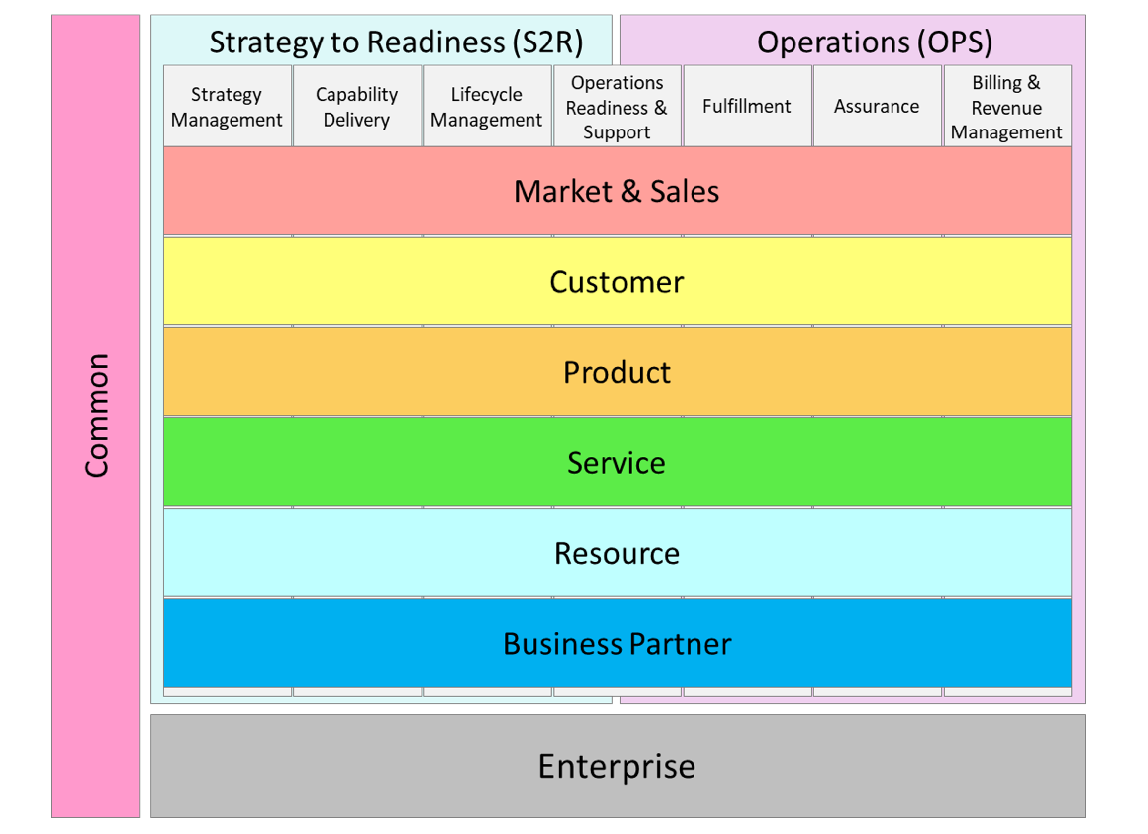 Strategy to Readiness (S2R)
Operations (OPS)
Strategy
Management
Capability
Delivery
Lifecycle
Management
Operations
Readiness &
Support
Fulfillment
Assurance
Billing &
Revenue
Management
Common
Market & Sales
Customer
Product
Service
Resource
Business Partner
Enterprise